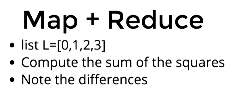 Map + Reduce
• list L=[0,1,2,3]
• Compute the sum of the squares
• Note the differences